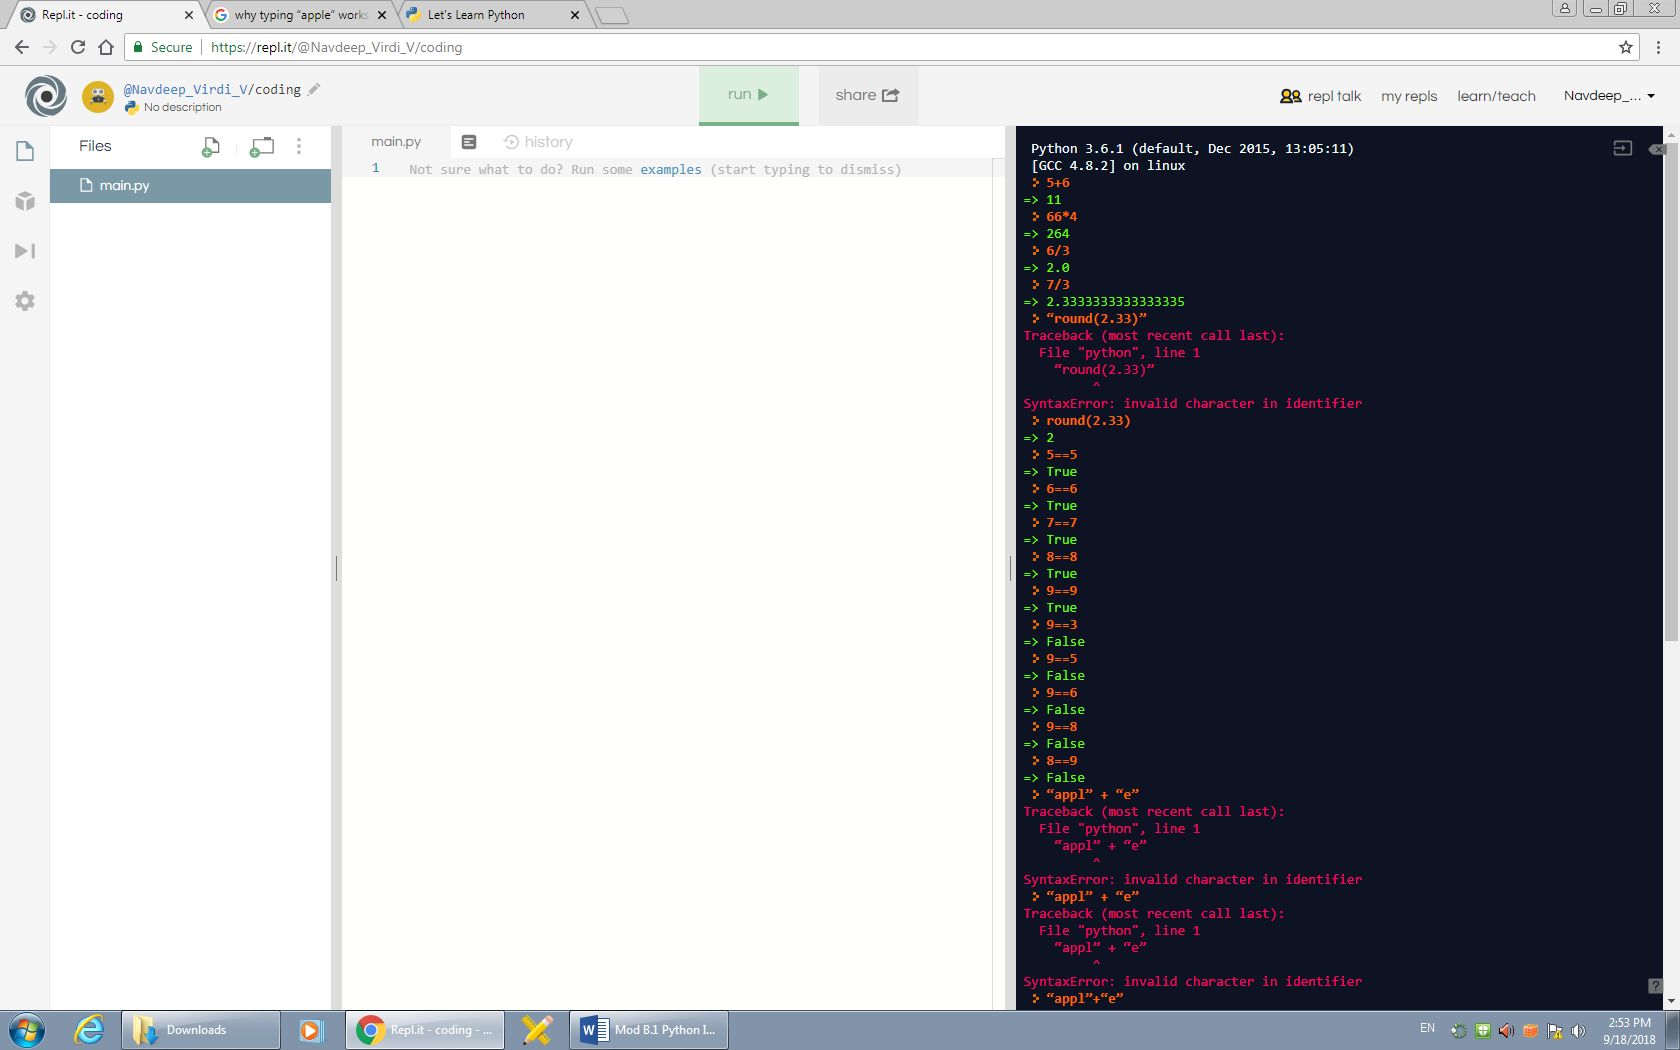 Repl.it - coding
why typing “apple” works
Let's Learn Python
Secure
https://repl.it/@Navdeep_Virdi_V/coding
@Navdeep_Virdi_V/coding
No description
run
share
repl talk
my repls
learn/teach
Navdeep_...
Files
main.py
main.py
history
1 Not sure what to do? Run some examples (start typing to dismiss)
Python 3.6.1 (default, Dec 2015, 13:05:11)
[GCC 4.8.2] on linux
5+6
=> 11
66*4
=> 264
6/3
=> 2.0
7/3
=> 2.3333333333333335
“round(2.33)”
Traceback (most recent call last):
File "python", line 1
“round(2.33)”
^
SyntaxError: invalid character in identifier
round(2.33)
=> 2
5==5
=> True
6==6
=> True
7==7
=> True
8==8
=> True
9==9
=> True
9==3
=> False
9==5
=> False
9==6
=> False
9==8
=> False
8==9
=> False
“appl” + “e”
Traceback (most recent call last):
File "python", line 1
“appl” + “e”
^
SyntaxError: invalid character in identifier
“appl” + “e”
Traceback (most recent call last):
File "python", line 1
“appl” + “e”
^
SyntaxError: invalid character in identifier
“appl”+“e”
?
Downloads
Repl.it - coding - ...
Mod B.1 Python I...
EN
2:53 PM
9/18/2018